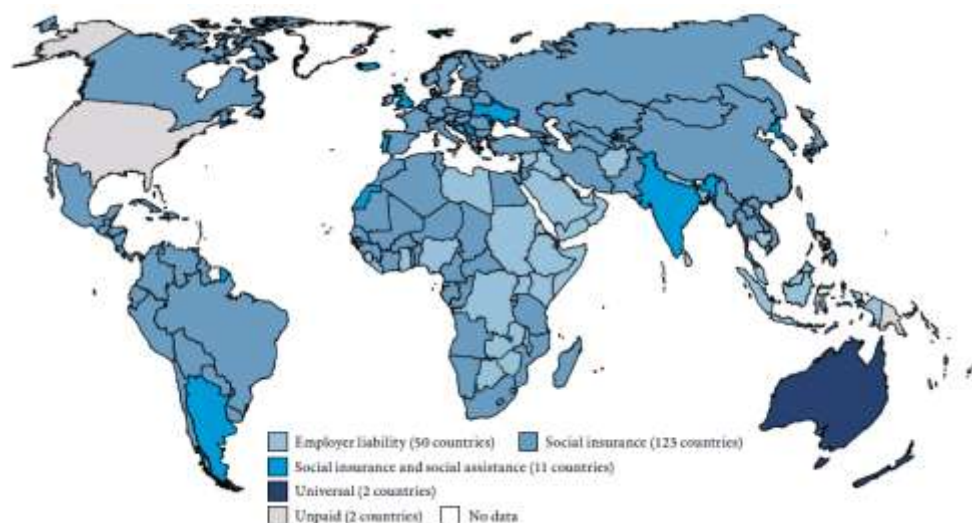 Employer liability (50 countries) Social insurance (123 countries)
Social insurance and social assistance (11 countries)
Universal (2 countries)
Unpaid (2 countries) No data